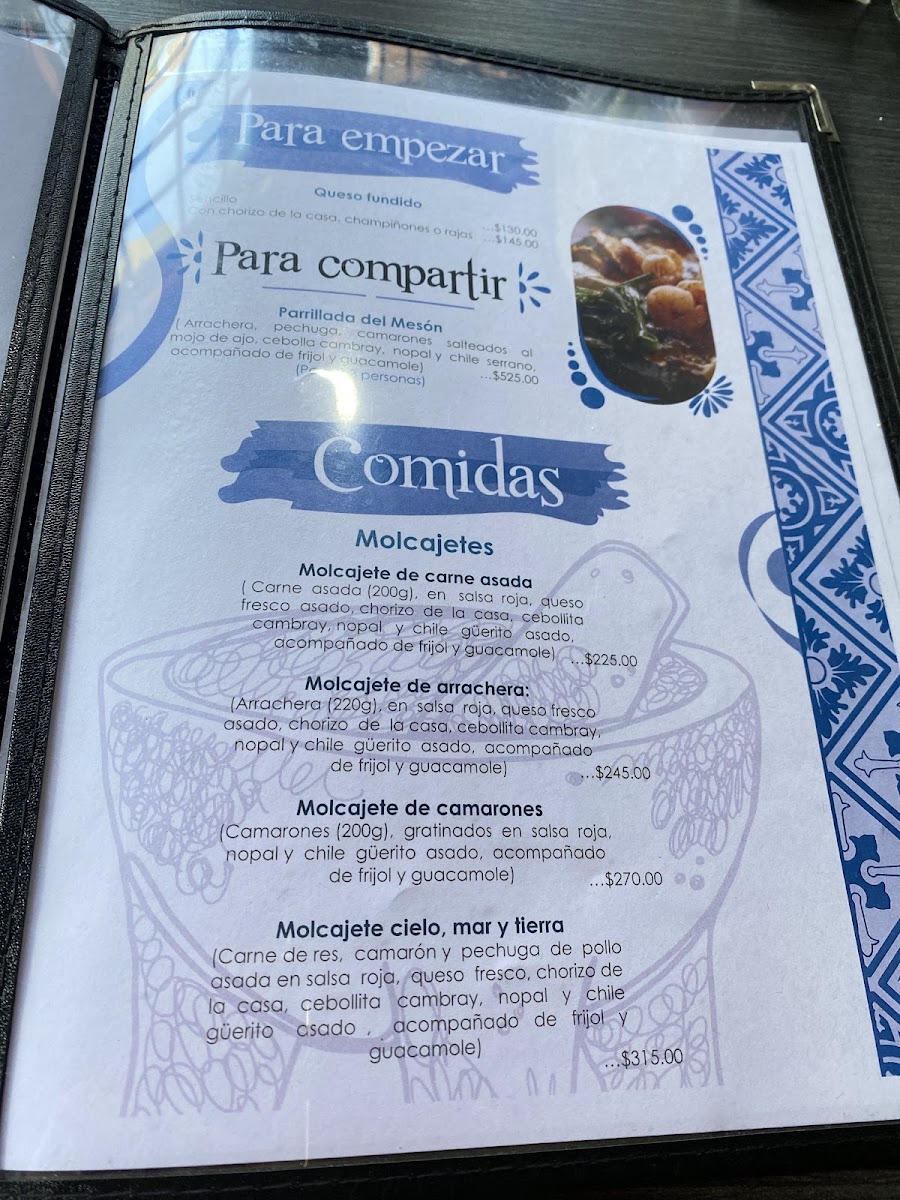 Para empezar
Queso fundido
Sencillo ...$130.00
Con chorizo de la casa, champiñones o rajas ...$145.00
Para compartir
Parrillada del Mesón
( Arrachera, pechuga, camarones salteados al
mojo de ajo, cebolla cambray, nopal y chile serrano,
acompañado de frijol y guacamole)
personas) ...$525.00
Comidas
Molcajetes
Molcajete de carne asada
( Carne asada (200g), en salsa roja, queso
fresco asado, chorizo de la casa, cebollita
cambray, nopal y chile güerito asado,
acompañado de frijol y guacamole) ...$225.00
Molcajete de arrachera:
(Arrachera (220g), en salsa roja, queso fresco
asado, chorizo de la casa, cebollita cambray,
nopal y chile güerito asado, acompañado
de frijol y guacamole) ...$245.00
Molcajete de camarones
(Camarones (200g), gratinados en salsa roja,
nopal y chile güerito asado, acompañado
de frijol y guacamole) ...$270.00
Molcajete cielo, mar y tierra
(Carne de res, camarón y pechuga de pollo
asada en salsa roja, queso fresco, chorizo de
la casa, cebollita cambray, nopal y chile
güerito asado , acompañado de frijol y
guacamole) ...$315.00